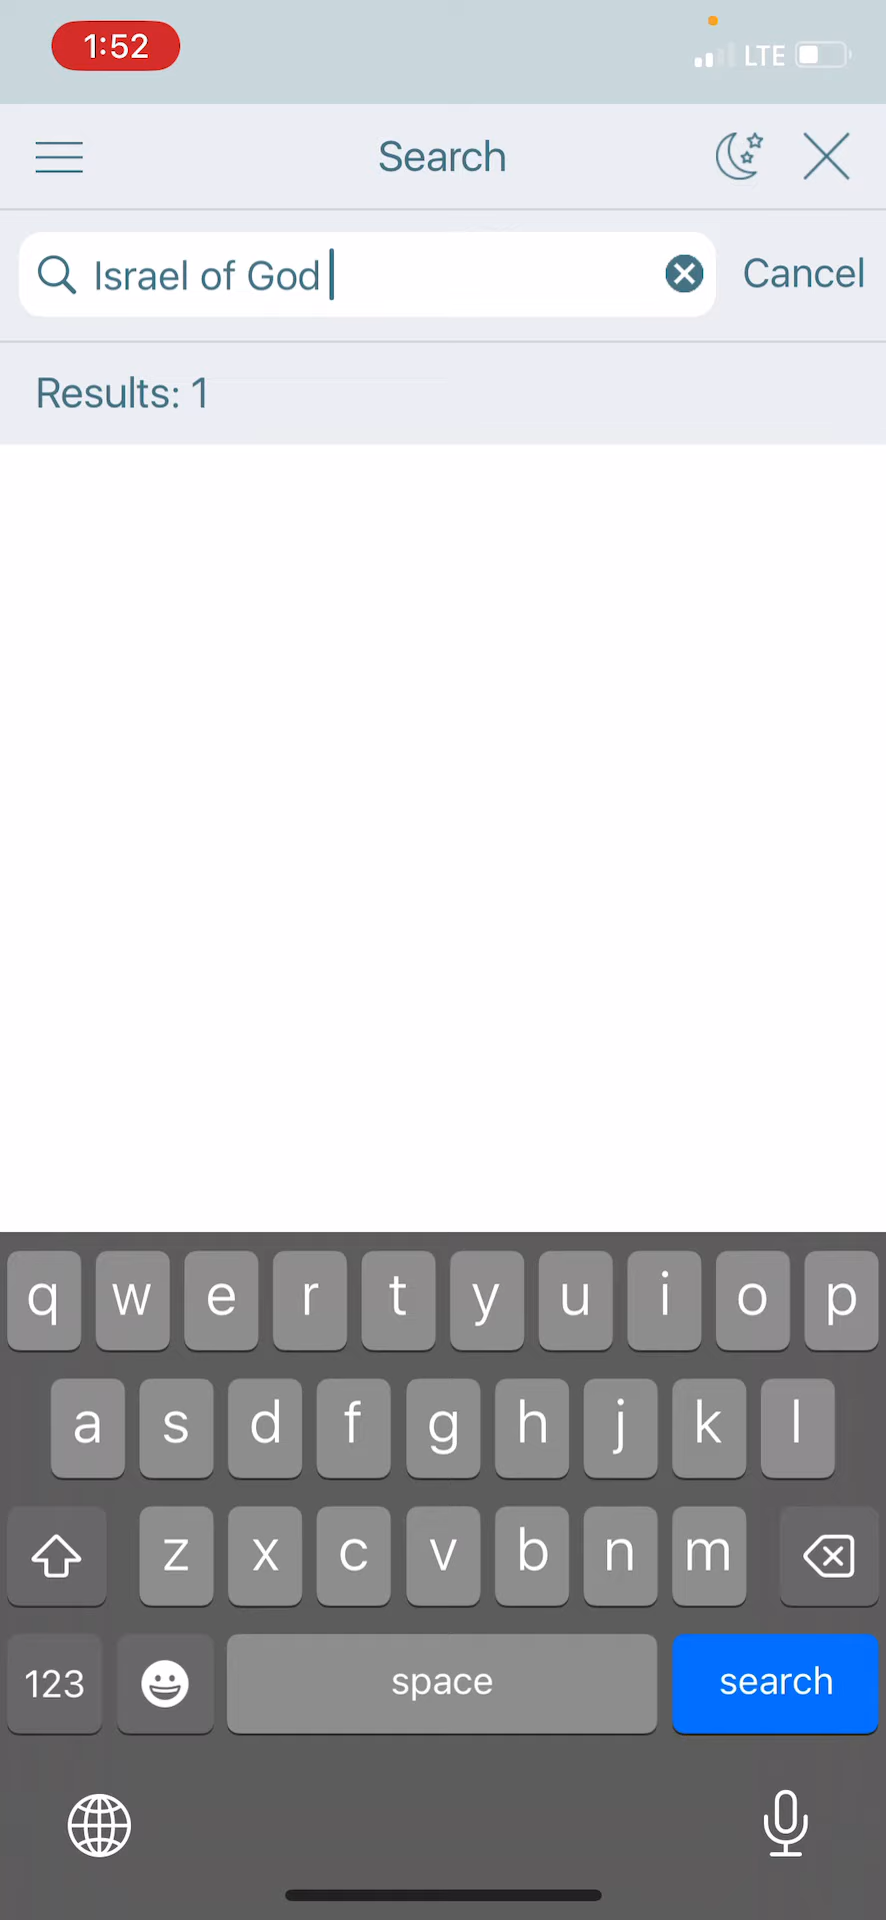 1:52
LTE
Search
Israel of God
Cancel
Results: 1
q w e r t y u i o p
a s d f g h j k l
z x c v b n m
123 space search